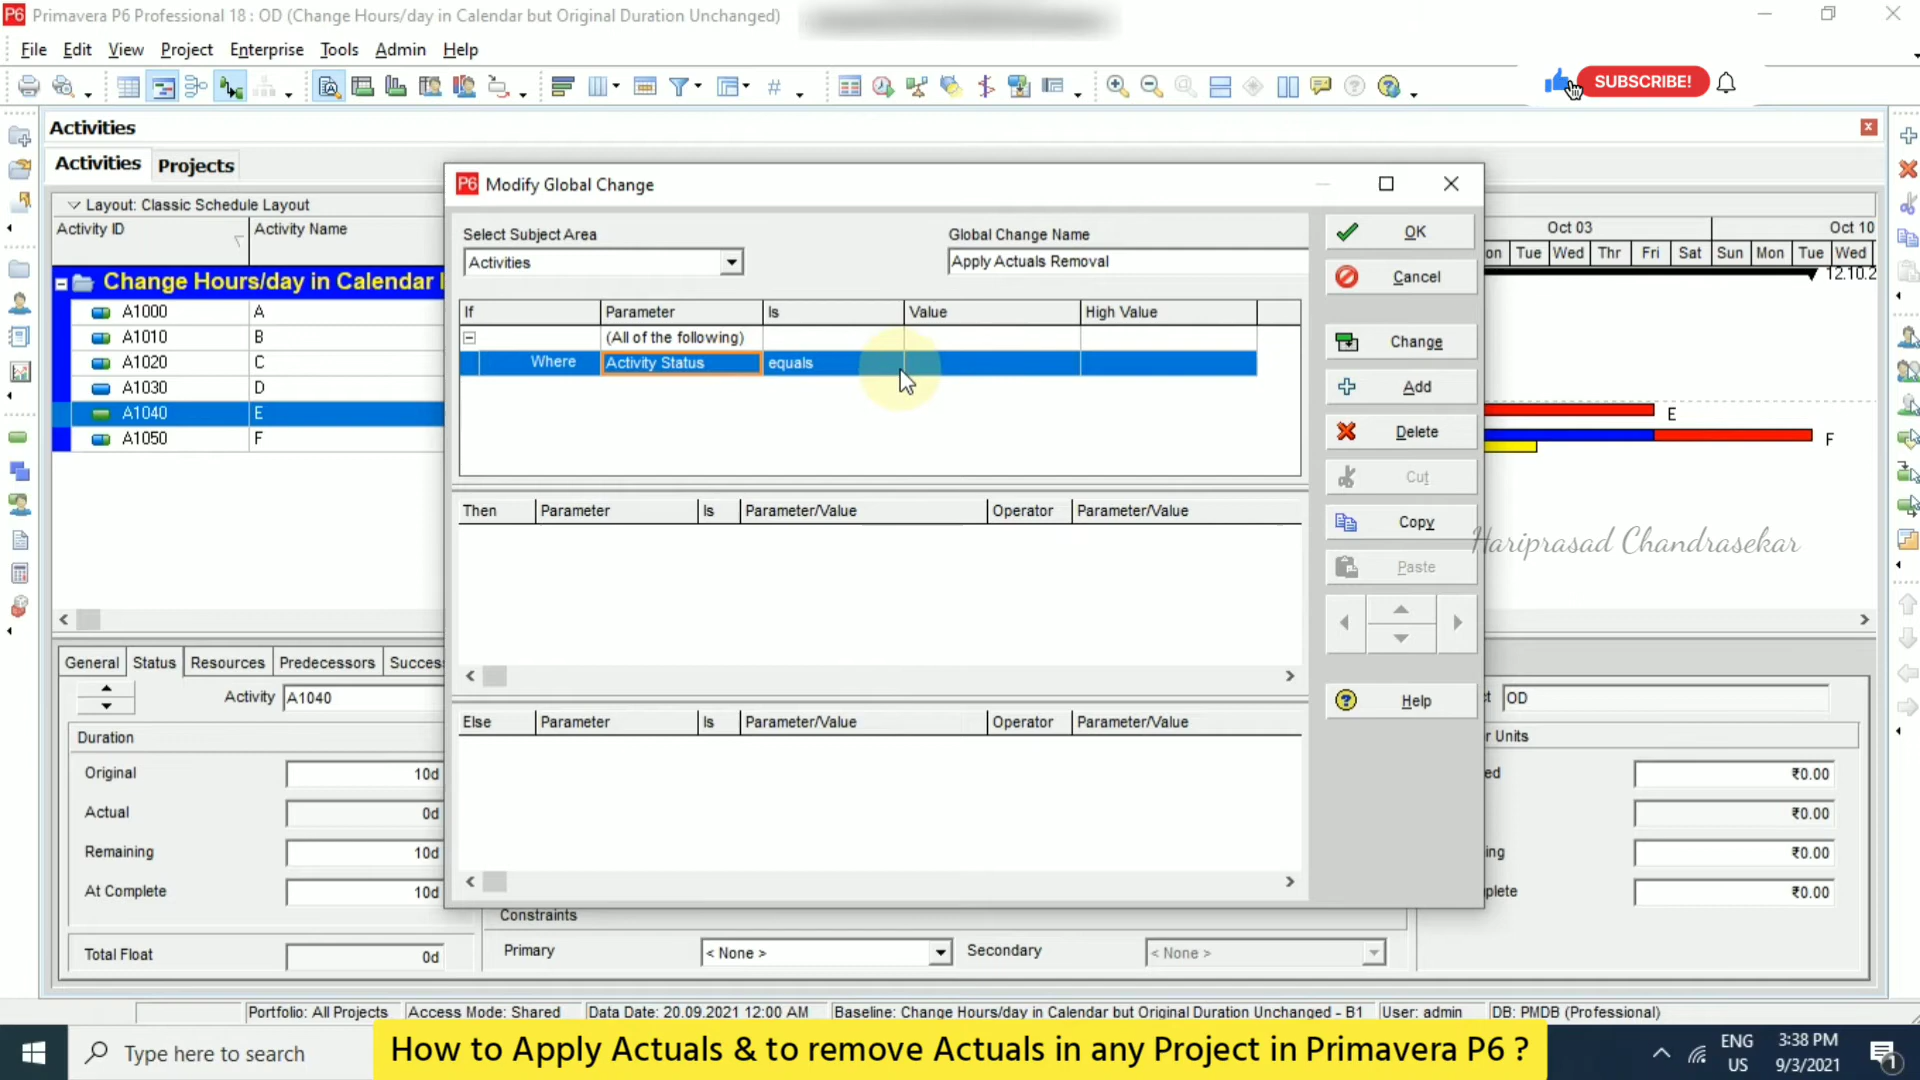 Primavera P6 Professional 18 : OD (Change Hours/day in Calendar but Original Duration Unchanged)
File Edit View Project Enterprise Tools Admin Help
SUBSCRIBE!
Activities
Activities Projects
Layout: Classic Schedule Layout
Activity ID Activity Name
Oct 03 Oct 10
on Tue Wed Thr Fri Sat Sun Mon Tue Wed
Change Hours/day in Calendar
12.10.2
A1000 A
A1010 B
A1020 C
A1030 D
A1040 E
A1050 F
E
F
P6 Modify Global Change
Select Subject Area
Activities
Global Change Name
Apply Actuals Removal
If Parameter Is Value High Value
(All of the following)
Where Activity Status equals
Then Parameter Is Parameter/Value Operator Parameter/Value
Else Parameter Is Parameter/Value Operator Parameter/Value
OK
Cancel
Change
Add
Delete
Cut
Copy
Paste
Help
Hariprasad Chandrasekar
General Status Resources Predecessors Succes
Activity A1040
OD
Duration
Original 10d
Actual 0d
Remaining 10d
At Complete 10d
Total Float 0d
r Units
ed ₹0.00
₹0.00
ing ₹0.00
plete ₹0.00
Constraints
Primary < None > Secondary < None >
Portfolio: All Projects Access Mode: Shared Data Date: 20.09.2021 12:00 AM Baseline: Change Hours/day in Calendar but Original Duration Unchanged - B1 User: admin DB: PMDB (Professional)
Type here to search
How to Apply Actuals & to remove Actuals in any Project in Primavera P6 ?
ENG
US
3:38 PM
9/3/2021
1